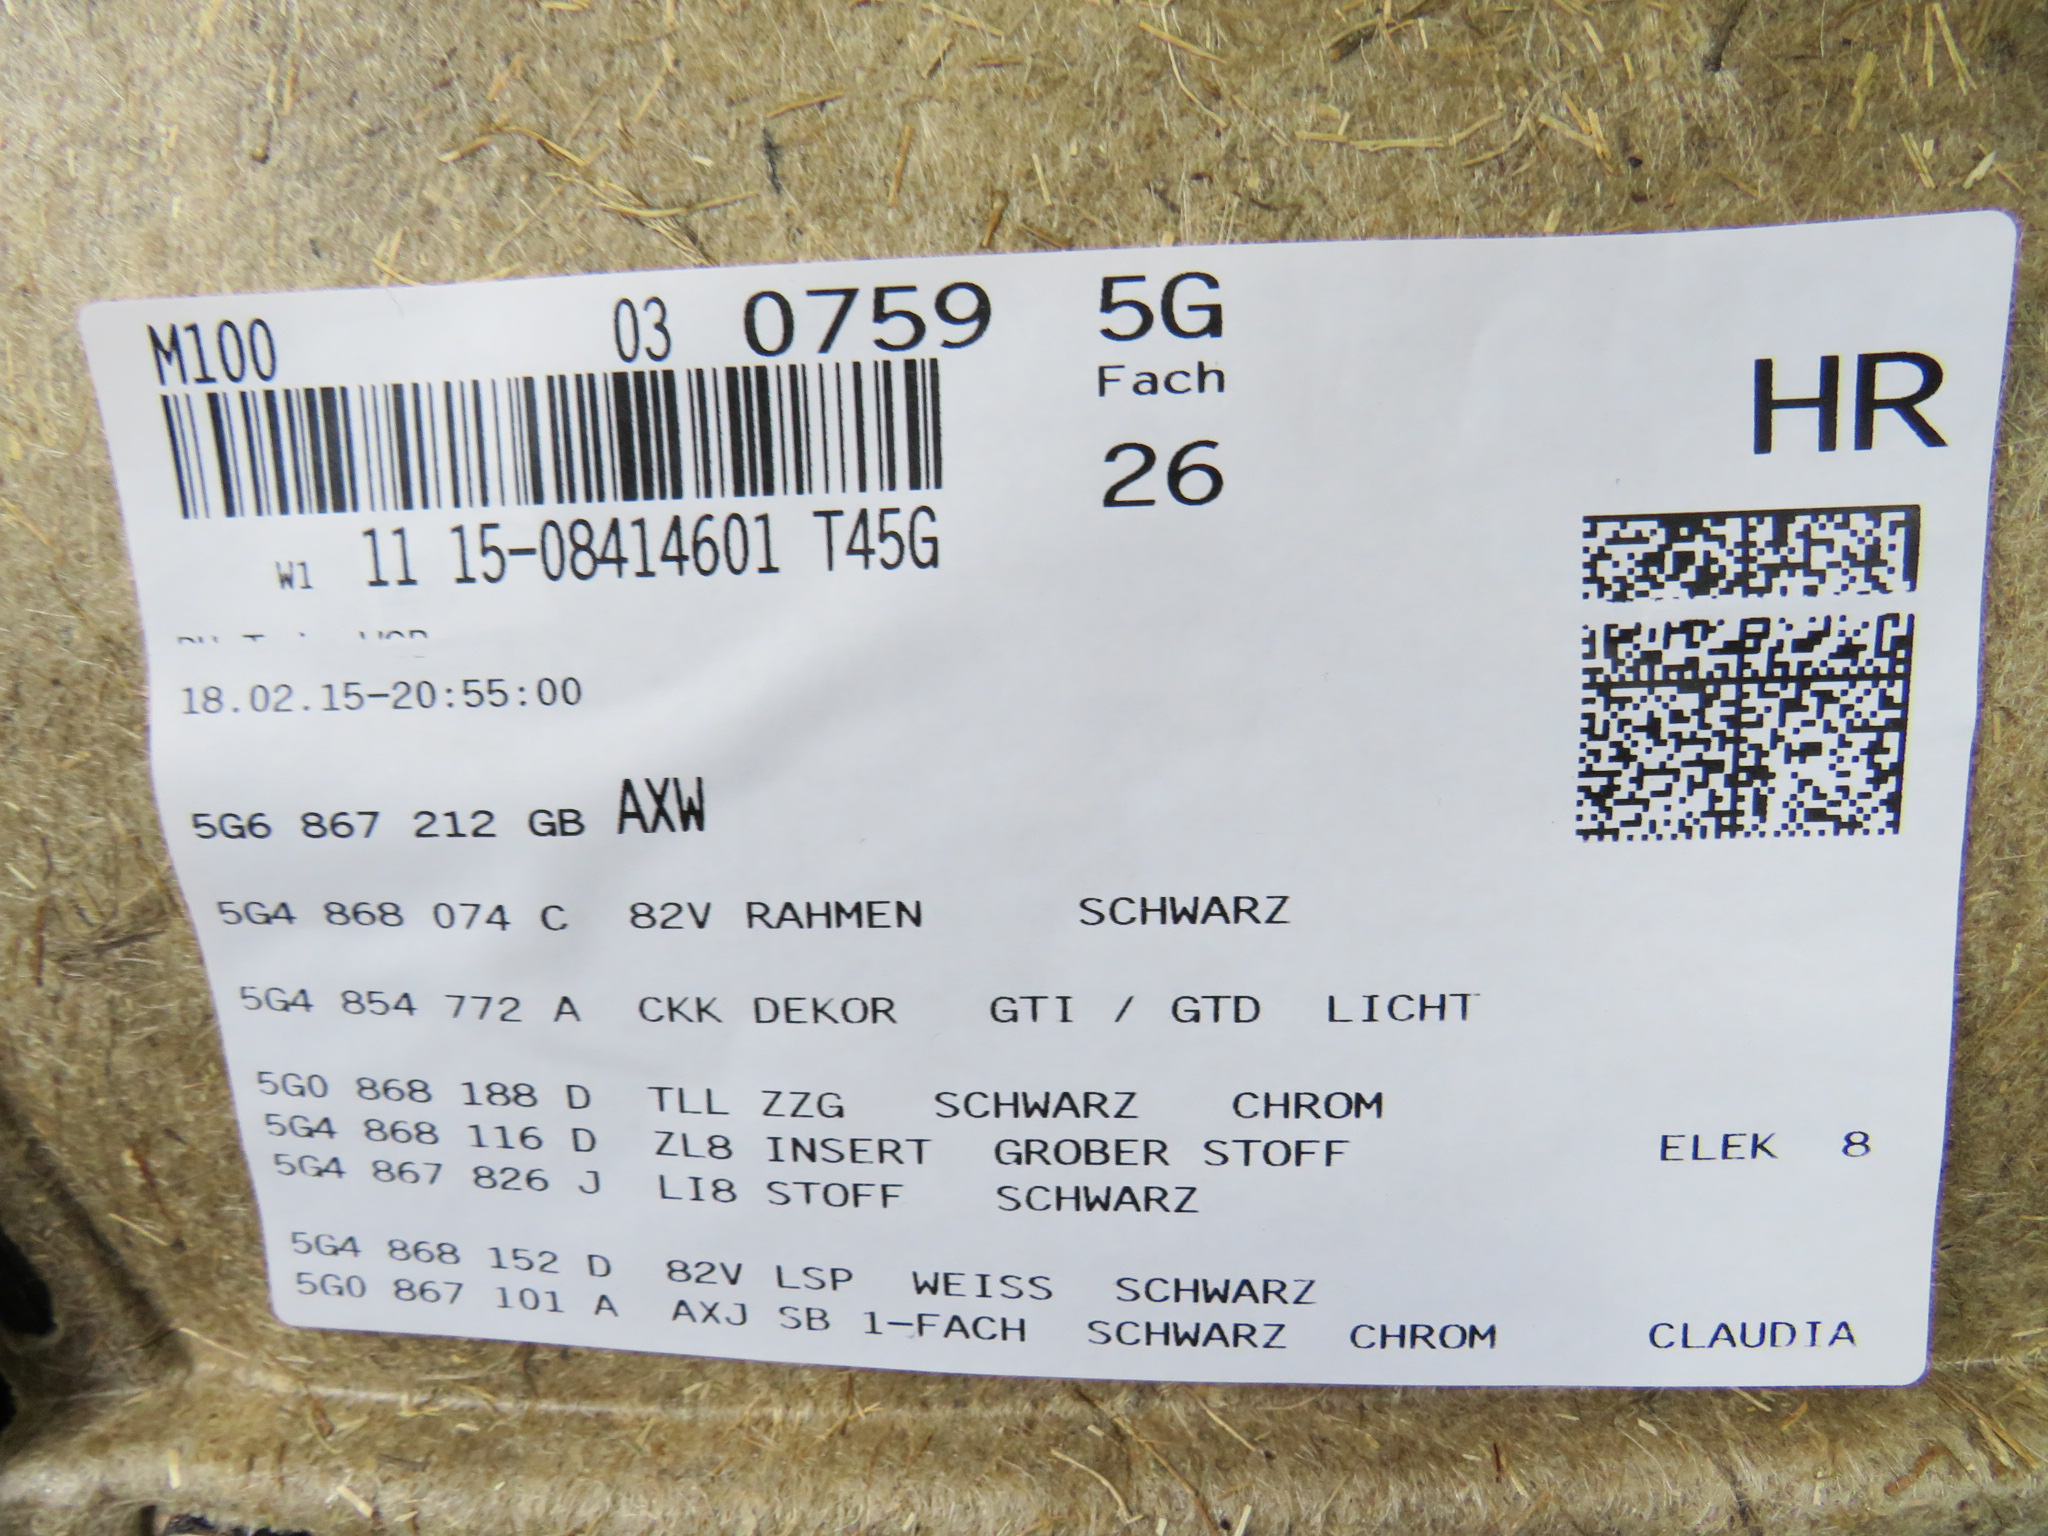 M100 03 0759 5G
Fach
HR
26
W1 11 15-08414601 T45G
18.02.15-20:55:00
5G6 867 212 GB AXW
5G4 868 074 C 82V RAHMEN SCHWARZ
5G4 854 772 A CKK DEKOR GTI / GTD LICHT
5G0 868 188 D TLL ZZG SCHWARZ CHROM
5G4 868 116 D ZL8 INSERT GROBER STOFF ELEK 8
5G4 867 826 J LI8 STOFF SCHWARZ
5G4 868 152 D 82V LSP WEISS SCHWARZ
5G0 867 101 A AXJ SB 1-FACH SCHWARZ CHROM CLAUDIA